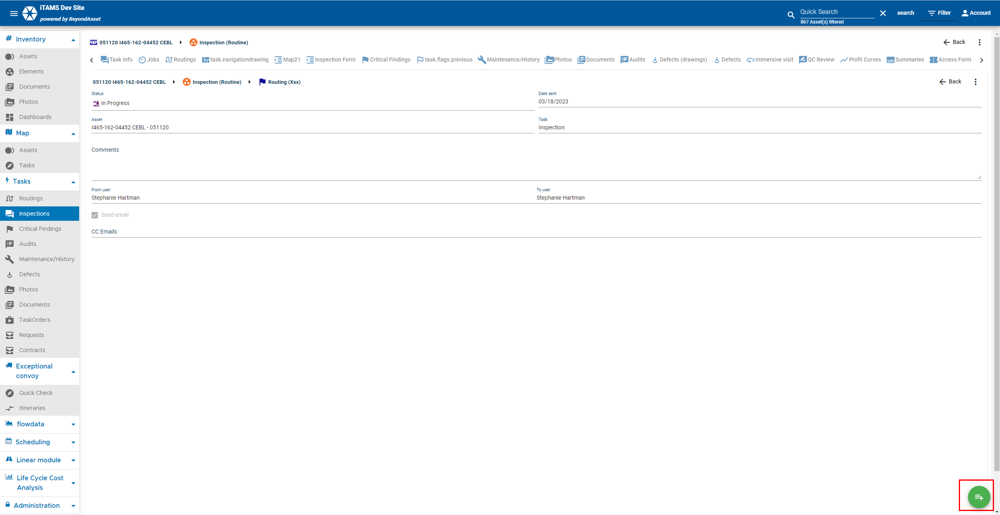 iTAMS Dev Site
powered by BeyondAsset
Quick Search
867 Asset(s) filtered
search
Filter
Account
Inventory
Assets
Elements
Documents
Photos
Dashboards
Map
Assets
Tasks
Tasks
Routings
Inspections
Critical Findings
Audits
Maintenance/History
Defects
Photos
Documents
TaskOrders
Requests
Contracts
Exceptional
convoy
Quick Check
Itineraries
flowdata
Scheduling
Linear module
Life Cycle Cost
Analysis
Administration
051120 I465-162-04452 CEBL Inspection (Routine)
Back
Task Info Jobs Routings task.navigationdrawing Map21 Inspection Form Critical Findings task.flags.previous Maintenance/History Photos Documents Audits Defects (drawings) Defects Immersive visit QC Review Profil Curves Summaries Access Form
051120 I465-162-04452 CEBL Inspection (Routine) Routing (Xxx)
Back
Status
In Progress
Date sent
03/18/2023
Asset
I465-162-04452 CEBL - 051120
Task
Inspection
Comments
From user
Stephanie Hartman
To user
Stephanie Hartman
Send email
CC Emails